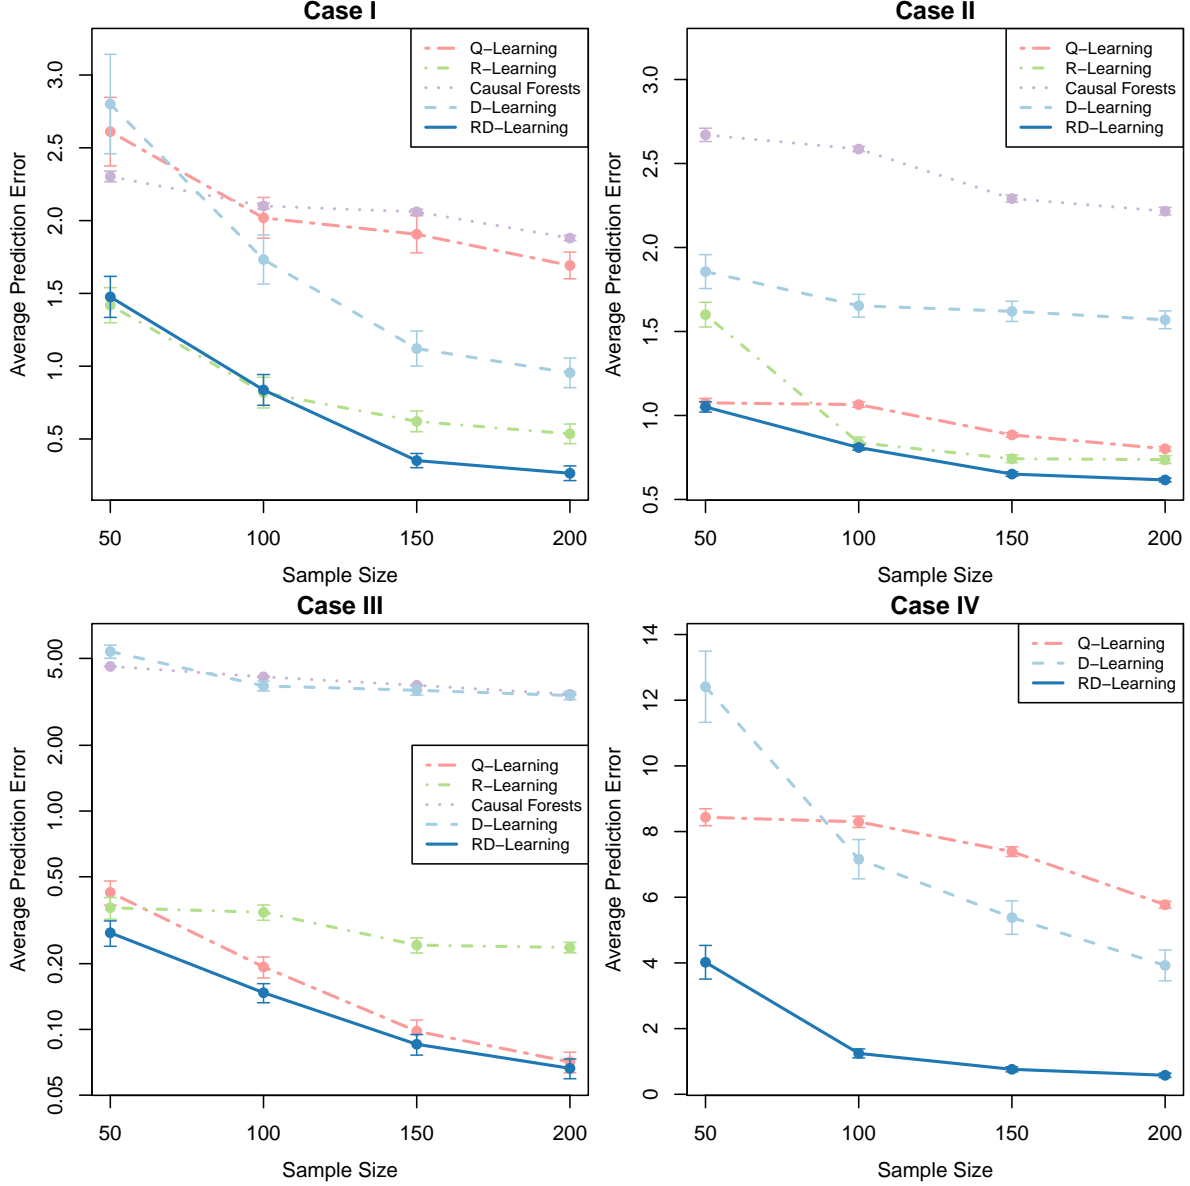 Case I
Average Prediction Error
3.0
2.5
2.0
1.5
1.0
0.5
Q−Learning
R−Learning
Causal Forests
D−Learning
RD−Learning
50 100 150 200
Sample Size
Case II
Average Prediction Error
3.0
2.5
2.0
1.5
1.0
0.5
Q−Learning
R−Learning
Causal Forests
D−Learning
RD−Learning
50 100 150 200
Sample Size
Case III
Average Prediction Error
5.00
2.00
1.00
0.50
0.20
0.10
0.05
Q−Learning
R−Learning
Causal Forests
D−Learning
RD−Learning
50 100 150 200
Sample Size
Case IV
Average Prediction Error
14
12
10
8
6
4
2
0
Q−Learning
D−Learning
RD−Learning
50 100 150 200
Sample Size